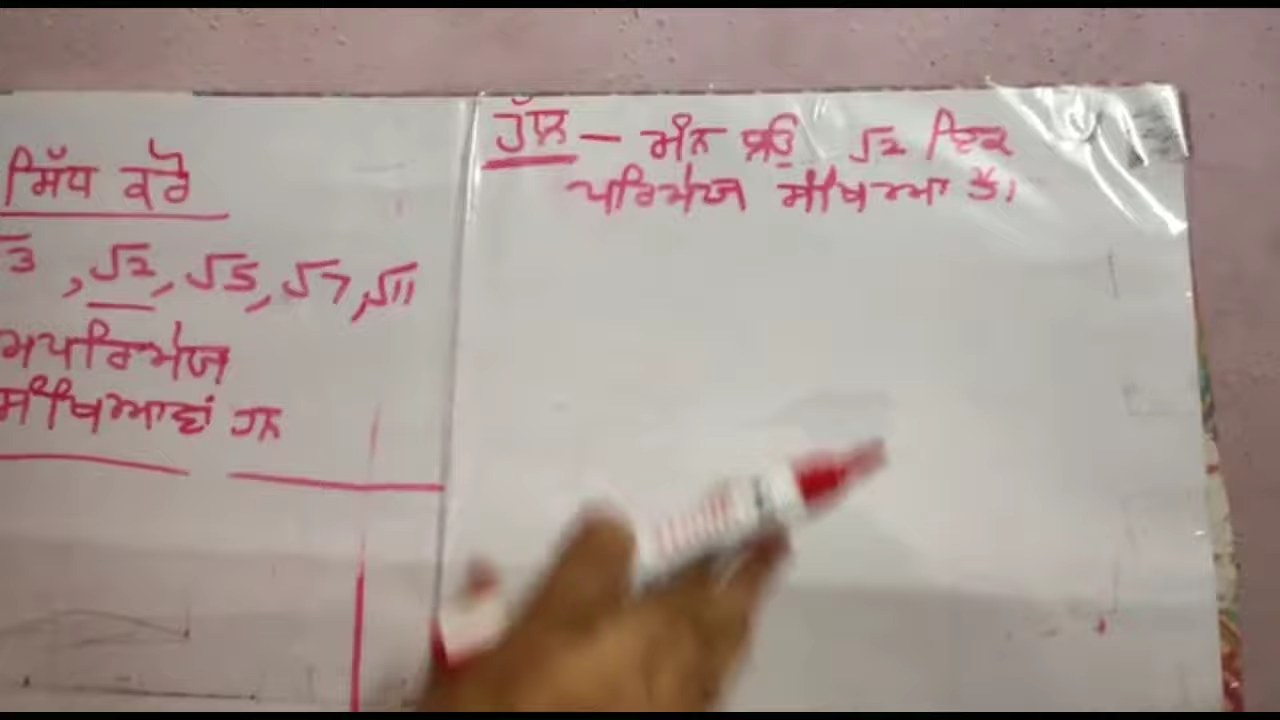 ਸਿੱਧ ਕਰੋ
√3, √2, √5, √7, √11
ਅਪਰਿਮੇਯ
ਸੰਖਿਆਵਾਂ ਹਨ
ਹੱਲ — ਮੰਨ ਲਓ √2 ਇਕ
ਪਰਿਮੇਯ ਸੰਖਿਆ ਹੈ।